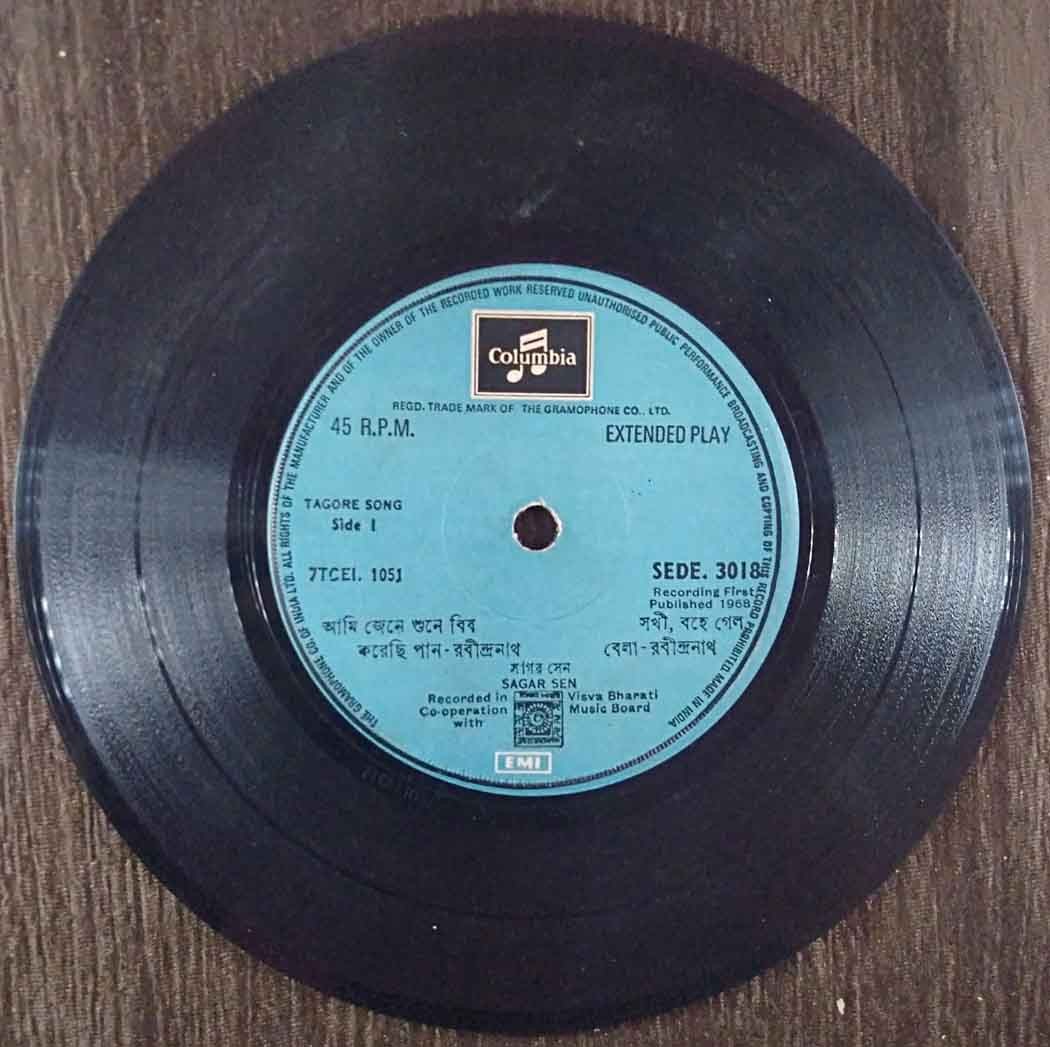 THE GRAMOPHONE CO. OF INDIA LTD. ALL RIGHTS OF THE MANUFACTURER AND OF THE OWNER OF THE RECORDED WORK RESERVED UNAUTHORISED PUBLIC PERFORMANCE BROADCASTING AND COPYING OF THIS RECORD PROHIBITED. MADE IN INDIA
Columbia
REGD. TRADE MARK OF THE GRAMOPHONE CO., LTD.
45 R.P.M. EXTENDED PLAY
TAGORE SONG
Side 1
7TCEI. 1051 SEDE. 3018
Recording First
Published 1968
আমি জেনে শুনে বিষ সখী, বহে গেল
করেছি পান - রবীন্দ্রনাথ বেলা - রবীন্দ্রনাথ
সাগর সেন
SAGAR SEN
Recorded in Visva Bharati
Co-operation Music Board
with
EMI